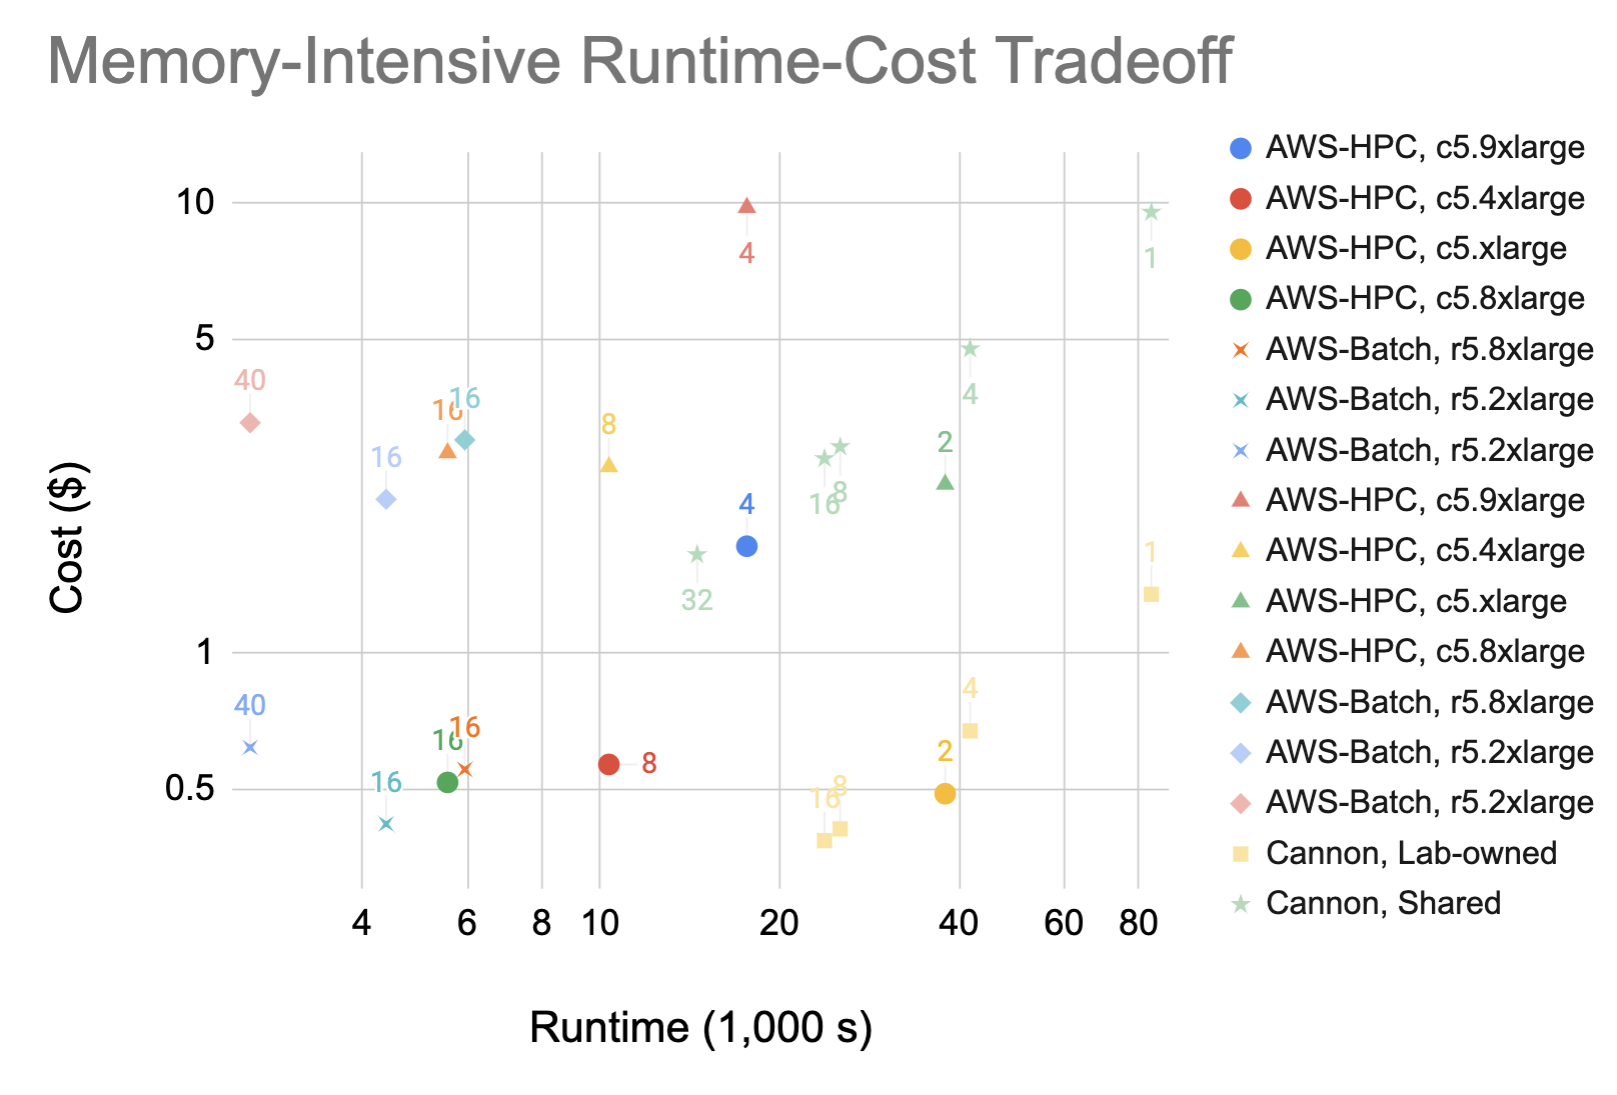 Memory-Intensive Runtime-Cost Tradeoff
AWS-HPC, c5.9xlarge
AWS-HPC, c5.4xlarge
AWS-HPC, c5.xlarge
AWS-HPC, c5.8xlarge
AWS-Batch, r5.8xlarge
AWS-Batch, r5.2xlarge
AWS-Batch, r5.2xlarge
AWS-HPC, c5.9xlarge
AWS-HPC, c5.4xlarge
AWS-HPC, c5.xlarge
AWS-HPC, c5.8xlarge
AWS-Batch, r5.8xlarge
AWS-Batch, r5.2xlarge
AWS-Batch, r5.2xlarge
Cannon, Lab-owned
Cannon, Shared
Cost ($)
10
5
1
0.5
4
1
40
16
16
8
4
2
16
4
16
8
32
1
40
4
16
16
8
2
16
16
8
4 6 8 10 20 40 60 80
Runtime (1,000 s)